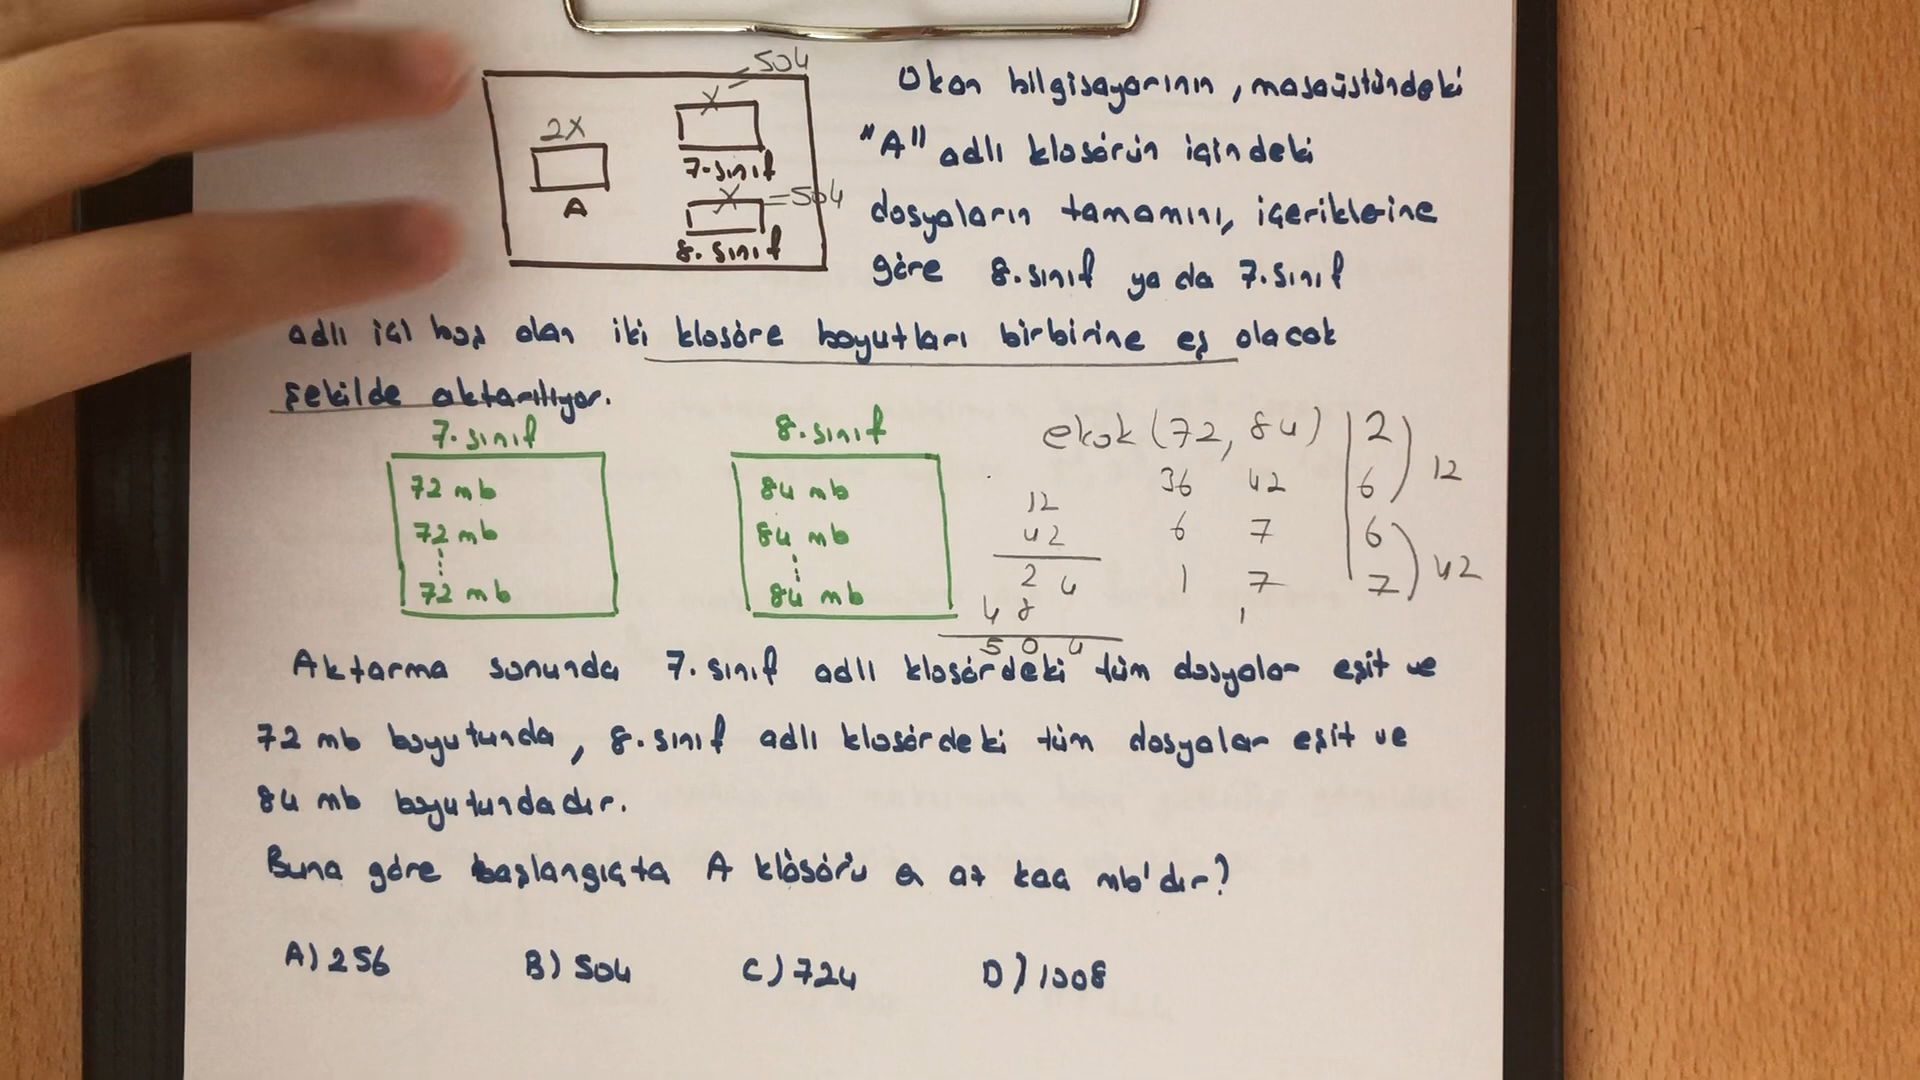 504
2X
X
7.sınıf
X = 504
A
8. sınıf
Okan bilgisayarının, masaüstündeki
"A" adlı klasörün içindeki
dosyaların tamamını, içeriklerine
göre 8.sınıf ya da 7.sınıf
adlı içi boş olan iki klasöre boyutları birbirine eş olacak
şekilde aktarılıyor.
7.sınıf
72 mb
72 mb
72 mb
8.sınıf
84 mb
84 mb
84 mb
ekok (72, 84) 2
36 42 6 12
6 7 6
1 7 7 42
1
12
42
24
48
504
Aktarma sonunda 7.sınıf adlı klasördeki tüm dosyalar eşit ve
72 mb boyutunda, 8.sınıf adlı klasördeki tüm dosyalar eşit ve
84 mb boyutundadır.
Buna göre başlangıçta A klösörü en az kaç mb'dır?
A) 256 B) 504 C) 724 D) 1008